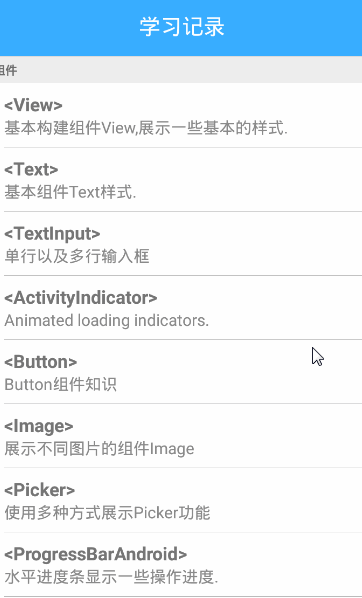 学习记录
组件
<View>
基本构建组件View,展示一些基本的样式.
<Text>
基本组件Text样式.
<TextInput>
单行以及多行输入框
<ActivityIndicator>
Animated loading indicators.
<Button>
Button组件知识
<Image>
展示不同图片的组件Image
<Picker>
使用多种方式展示Picker功能
<ProgressBarAndroid>
水平进度条显示一些操作进度.